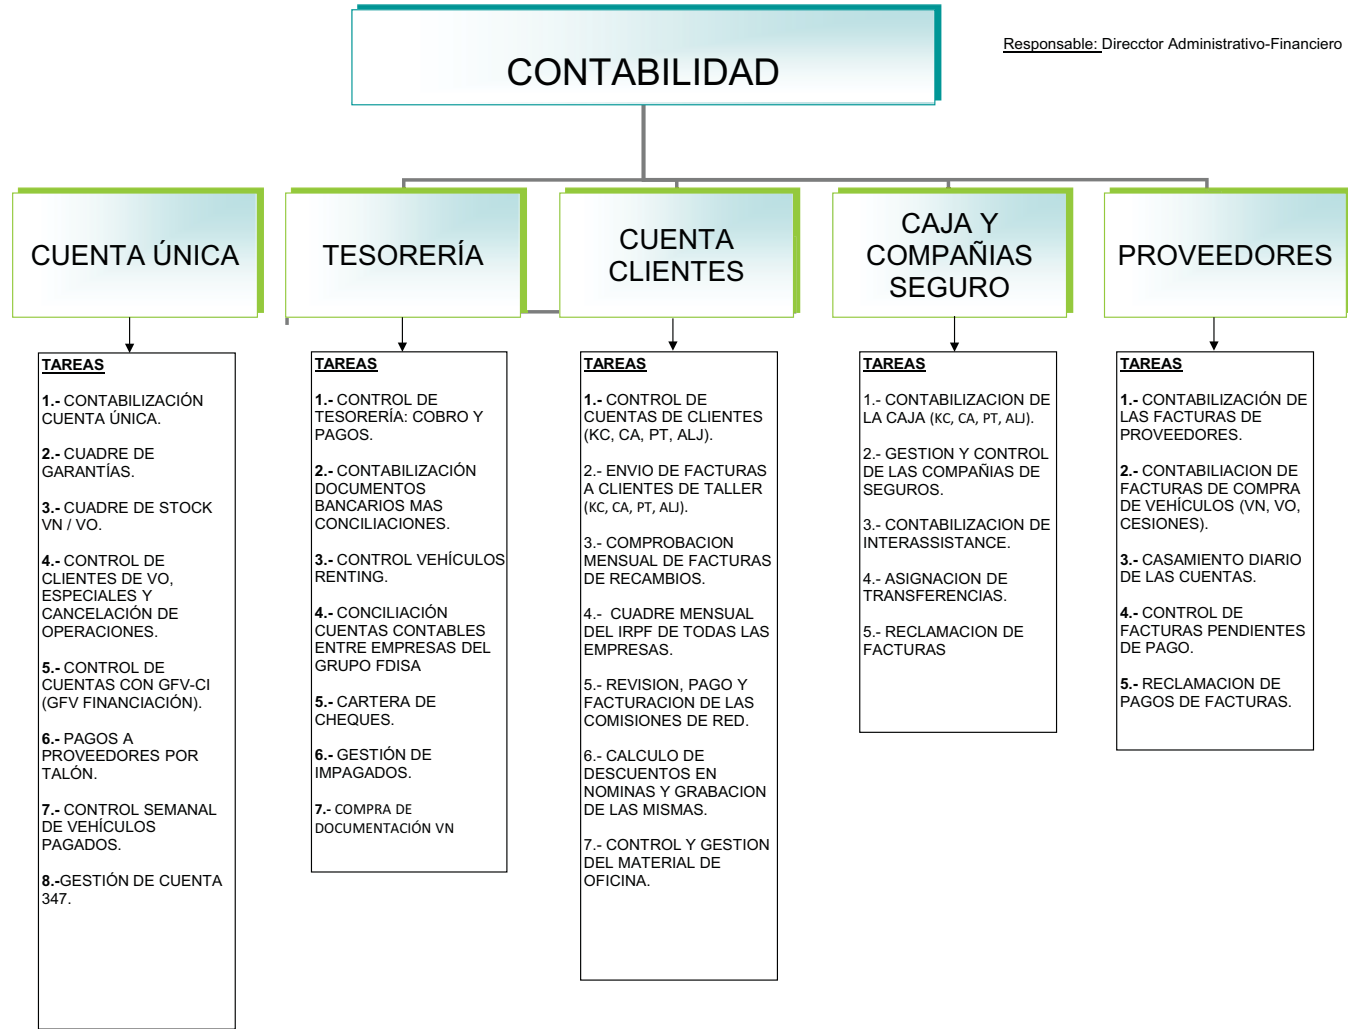 CONTABILIDAD
Responsable: Direcctor Administrativo-Financiero
CUENTA ÚNICA
TESORERÍA
CUENTA
CLIENTES
CAJA Y
COMPAÑIAS
SEGURO
PROVEEDORES
TAREAS
1.- CONTABILIZACIÓN
CUENTA ÚNICA.
2.- CUADRE DE
GARANTÍAS.
3.- CUADRE DE STOCK
VN / VO.
4.- CONTROL DE
CLIENTES DE VO,
ESPECIALES Y
CANCELACIÓN DE
OPERACIONES.
5.- CONTROL DE
CUENTAS CON GFV-CI
(GFV FINANCIACIÓN).
6.- PAGOS A
PROVEEDORES POR
TALÓN.
7.- CONTROL SEMANAL
DE VEHÍCULOS
PAGADOS.
8.-GESTIÓN DE CUENTA
347.
TAREAS
1.- CONTROL DE
TESORERÍA: COBRO Y
PAGOS.
2.- CONTABILIZACIÓN
DOCUMENTOS
BANCARIOS MAS
CONCILIACIONES.
3.- CONTROL VEHÍCULOS
RENTING.
4.- CONCILIACIÓN
CUENTAS CONTABLES
ENTRE EMPRESAS DEL
GRUPO FDISA
5.- CARTERA DE
CHEQUES.
6.- GESTIÓN DE
IMPAGADOS.
7.- COMPRA DE
DOCUMENTACIÓN VN
TAREAS
1.- CONTROL DE
CUENTAS DE CLIENTES
(KC, CA, PT, ALJ).
2.- ENVIO DE FACTURAS
A CLIENTES DE TALLER
(KC, CA, PT, ALJ).
3.- COMPROBACION
MENSUAL DE FACTURAS
DE RECAMBIOS.
4.- CUADRE MENSUAL
DEL IRPF DE TODAS LAS
EMPRESAS.
5.- REVISION, PAGO Y
FACTURACION DE LAS
COMISIONES DE RED.
6.- CALCULO DE
DESCUENTOS EN
NOMINAS Y GRABACION
DE LAS MISMAS.
7.- CONTROL Y GESTION
DEL MATERIAL DE
OFICINA.
TAREAS
1.- CONTABILIZACION DE
LA CAJA (KC, CA, PT, ALJ).
2.- GESTION Y CONTROL
DE LAS COMPAÑIAS DE
SEGUROS.
3.- CONTABILIZACION DE
INTERASSISTANCE.
4.- ASIGNACION DE
TRANSFERENCIAS.
5.- RECLAMACION DE
FACTURAS
TAREAS
1.- CONTABILIZACIÓN DE
LAS FACTURAS DE
PROVEEDORES.
2.- CONTABILIACION DE
FACTURAS DE COMPRA
DE VEHÍCULOS (VN, VO,
CESIONES).
3.- CASAMIENTO DIARIO
DE LAS CUENTAS.
4.- CONTROL DE
FACTURAS PENDIENTES
DE PAGO.
5.- RECLAMACION DE
PAGOS DE FACTURAS.